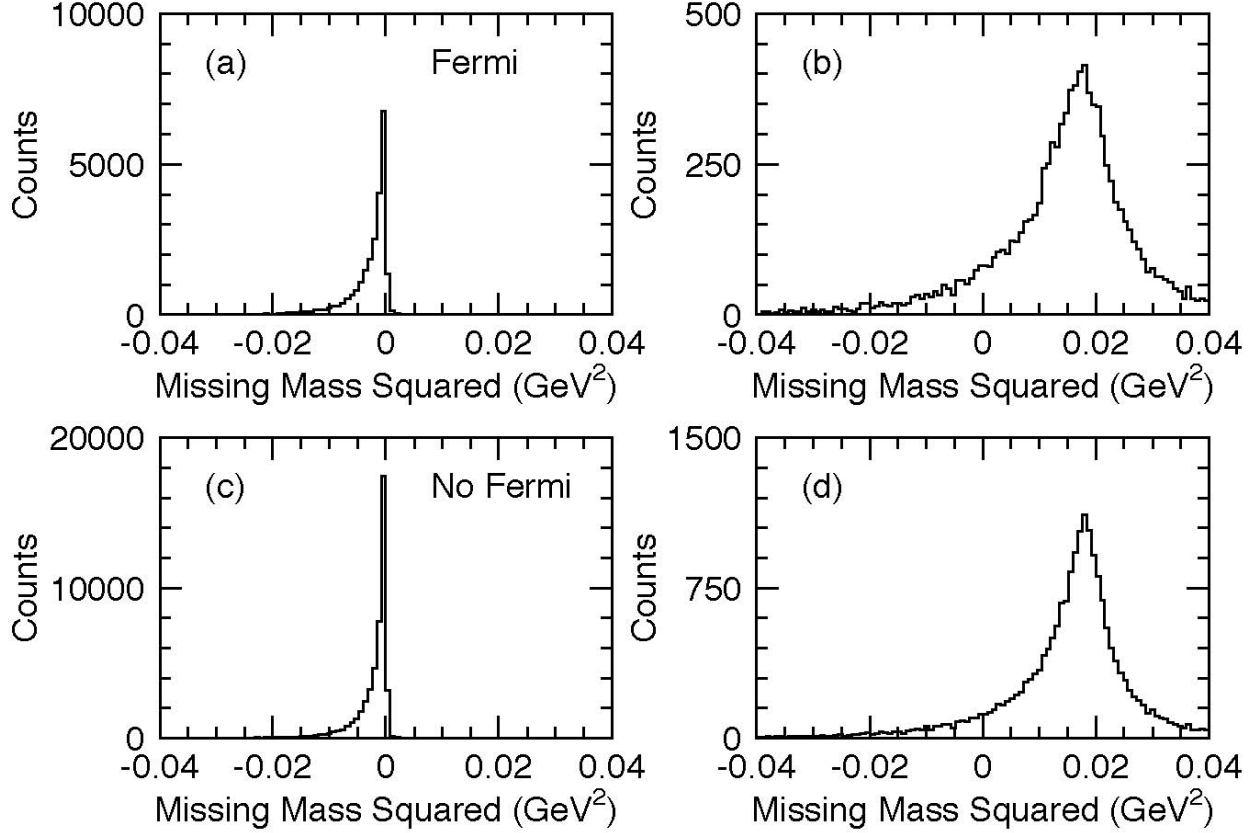 10000
(a) Fermi
Counts
5000
0
-0.04 -0.02 0 0.02 0.04
Missing Mass Squared (GeV²)
500
(b)
Counts
250
0
-0.04 -0.02 0 0.02 0.04
Missing Mass Squared (GeV²)
20000
(c) No Fermi
Counts
10000
0
-0.04 -0.02 0 0.02 0.04
Missing Mass Squared (GeV²)
1500
(d)
Counts
750
0
-0.04 -0.02 0 0.02 0.04
Missing Mass Squared (GeV²)